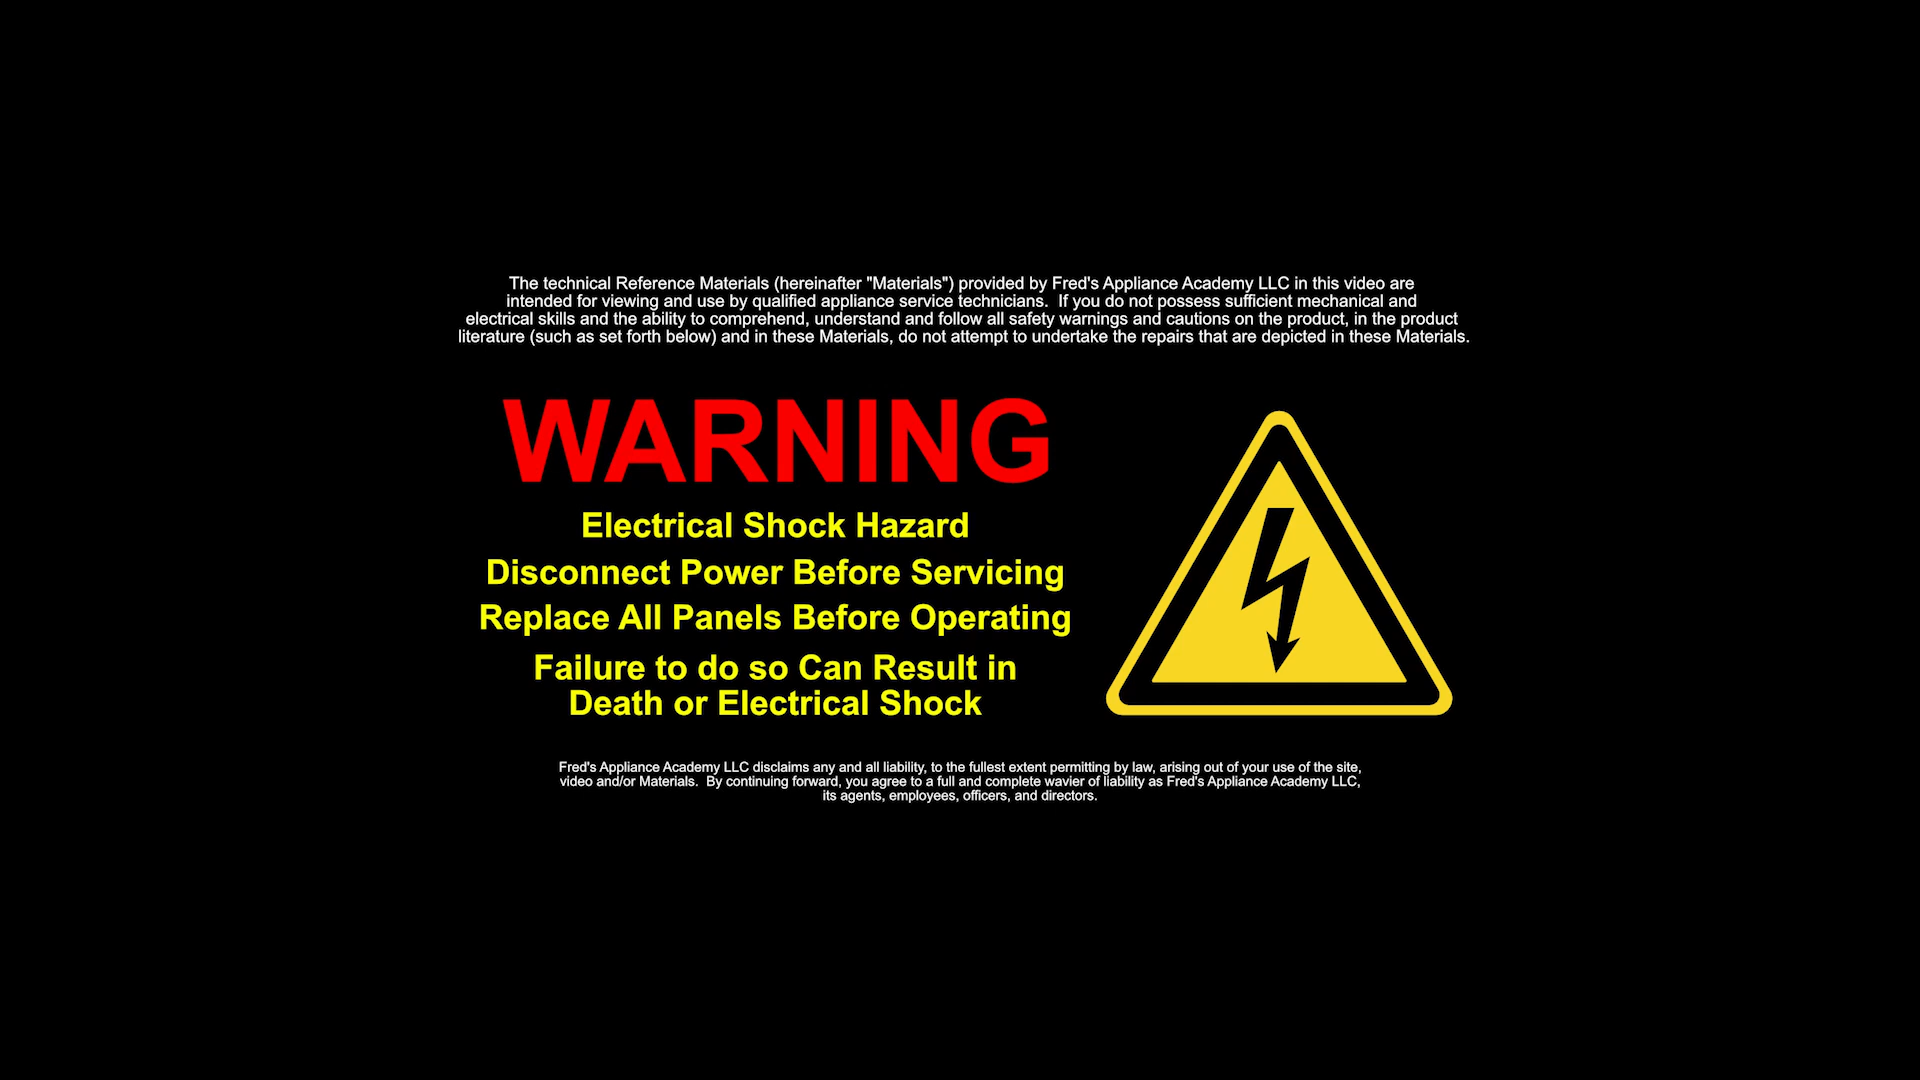 The technical Reference Materials (hereinafter "Materials") provided by Fred's Appliance Academy LLC in this video are
intended for viewing and use by qualified appliance service technicians.  If you do not possess sufficient mechanical and
electrical skills and the ability to comprehend, understand and follow all safety warnings and cautions on the product, in the product
literature (such as set forth below) and in these Materials, do not attempt to undertake the repairs that are depicted in these Materials.
WARNING
Electrical Shock Hazard
Disconnect Power Before Servicing
Replace All Panels Before Operating
Failure to do so Can Result in
Death or Electrical Shock
Fred's Appliance Academy LLC disclaims any and all liability, to the fullest extent permitting by law, arising out of your use of the site,
video and/or Materials.  By continuing forward, you agree to a full and complete wavier of liability as Fred's Appliance Academy LLC,
its agents, employees, officers, and directors.